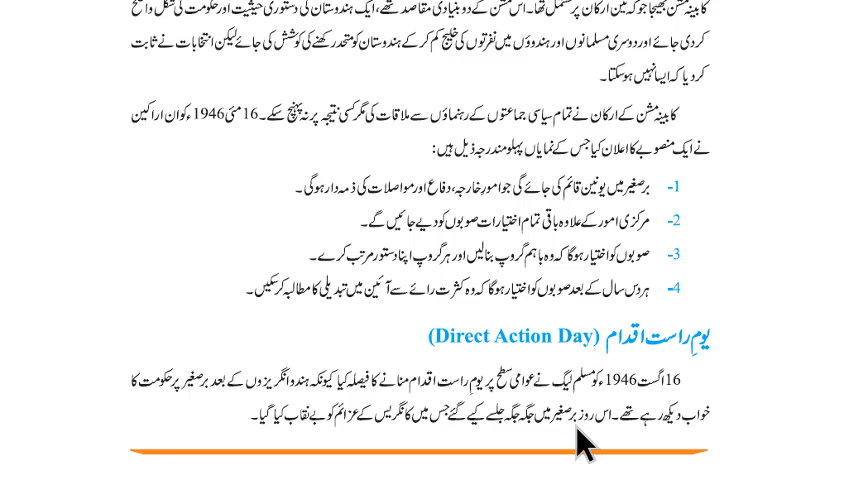 کابینہ مشن بھیجا جو کہ تین ارکان پر مشتمل تھا۔ اس مشن کے دو بنیادی مقاصد تھے، ایک ہندوستان کی دستوری حیثیت اور حکومت کی شکل واضح
کر دی جائے اور دوسری مسلمانوں اور ہندوؤں میں نفرتوں کی خلیج کم کر کے ہندوستان کو متحد رکھنے کی کوشش کی جائے لیکن انتخابات نے ثابت
کر دیا کہ ایسا نہیں ہو سکتا۔
کابینہ مشن کے ارکان نے تمام سیاسی جماعتوں کے رہنماؤں سے ملاقات کی مگر کسی نتیجہ پر نہ پہنچ سکے۔ 16 مئی 1946ء کو ان اراکین
نے ایک منصوبے کا اعلان کیا جس کے نمایاں پہلو مندرجہ ذیل ہیں:
1- برصغیر میں یونین قائم کی جائے گی جو امورِ خارجہ، دفاع اور مواصلات کی ذمہ دار ہوگی۔
2- مرکزی امور کے علاوہ باقی تمام اختیارات صوبوں کو دیے جائیں گے۔
3- صوبوں کو اختیار ہوگا کہ وہ باہم گروپ بنالیں اور ہر گروپ اپنا دستور مرتب کرے۔
4- ہر دس سال کے بعد صوبوں کو اختیار ہوگا کہ وہ کثرت رائے سے آئین میں تبدیلی کا مطالبہ کر سکیں۔
یومِ راست اقدام (Direct Action Day)
16 اگست 1946ء کو مسلم لیگ نے عوامی سطح پر یومِ راست اقدام منانے کا فیصلہ کیا کیونکہ ہندو انگریزوں کے بعد برصغیر پر حکومت کا
خواب دیکھ رہے تھے۔ اس روز برصغیر میں جگہ جگہ جلسے کیے گئے جس میں کانگریس کے عزائم کو بے نقاب کیا گیا۔